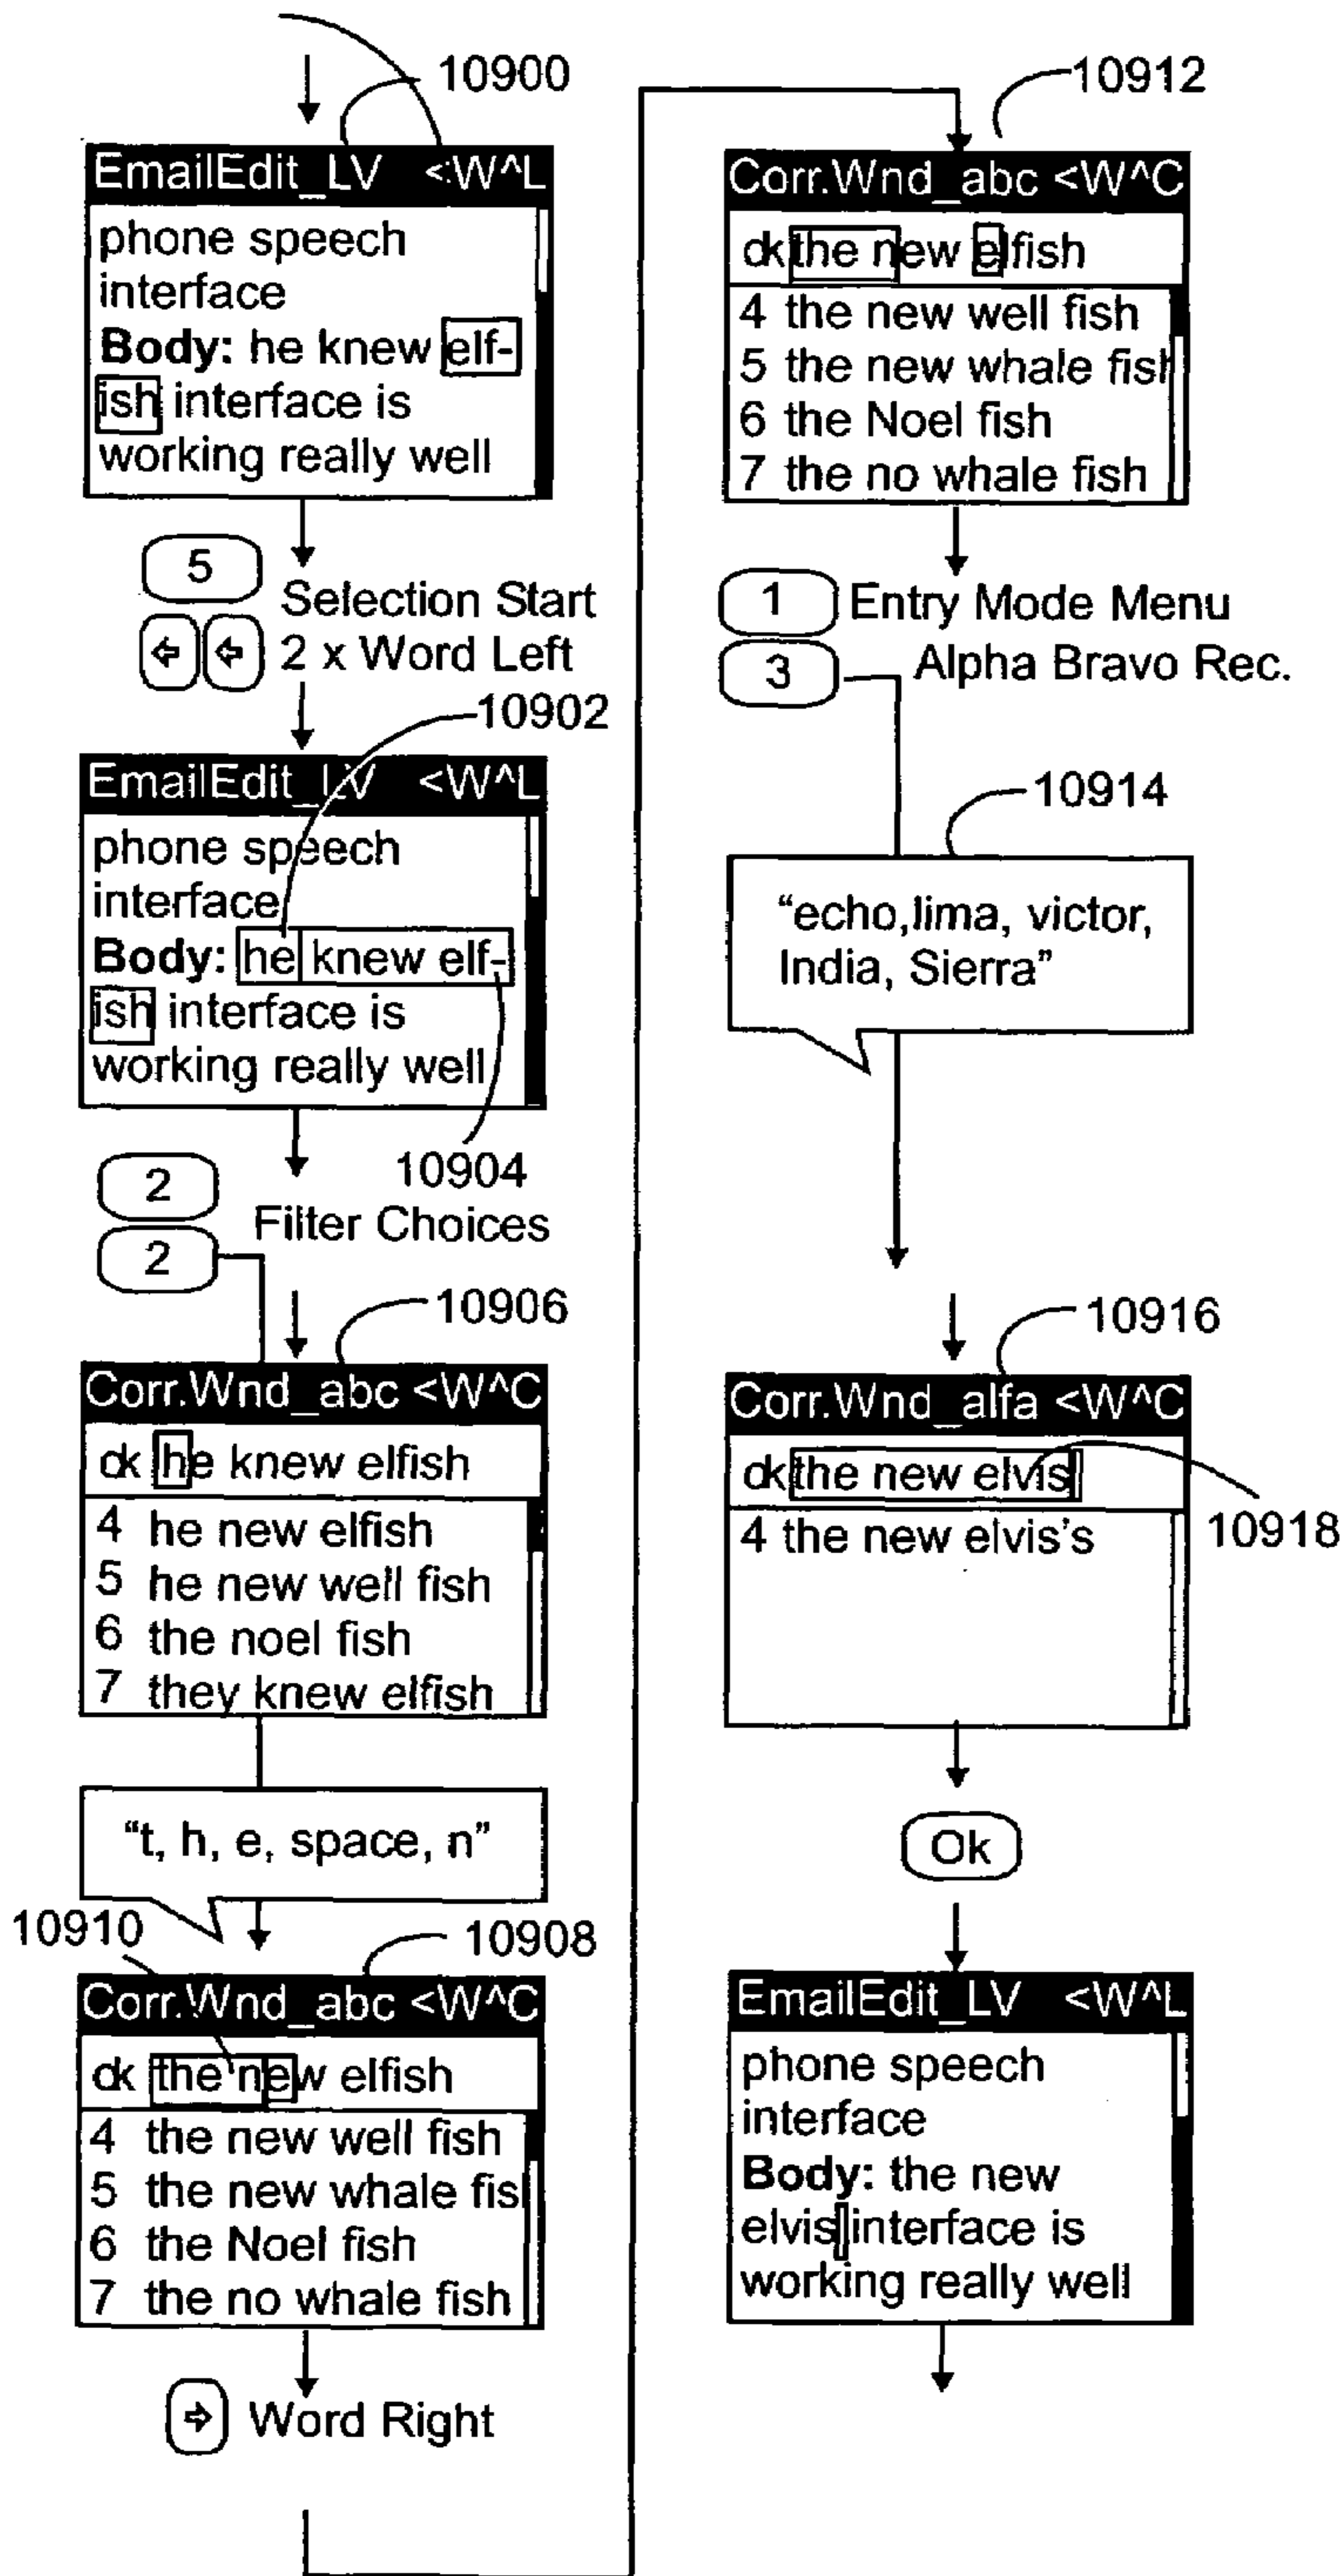 10900
EmailEdit_LV <:W^L
phone speech
interface
Body: he knew elf-
ish interface is
working really well
5
Selection Start
2 x Word Left
10902
EmailEdit_LV <W^L
phone speech
interface
Body: he knew elf-
ish interface is
working really well
10904
2
Filter Choices
2
10906
Corr.Wnd_abc <W^C
ok he knew elfish
4 he new elfish
5 he new well fish
6 the noel fish
7 they knew elfish
“t, h, e, space, n”
10910
10908
Corr.Wnd_abc <W^C
ok the new elfish
4 the new well fish
5 the new whale fis
6 the Noel fish
7 the no whale fish
Word Right
10912
Corr.Wnd_abc <W^C
ok the new elfish
4 the new well fish
5 the new whale fish
6 the Noel fish
7 the no whale fish
1 Entry Mode Menu
3 Alpha Bravo Rec.
10914
“echo,lima, victor,
India, Sierra”
10916
Corr.Wnd_alfa <W^C
ok the new elvis
10918
4 the new elvis’s
Ok
EmailEdit_LV <W^L
phone speech
interface
Body: the new
elvis interface is
working really well